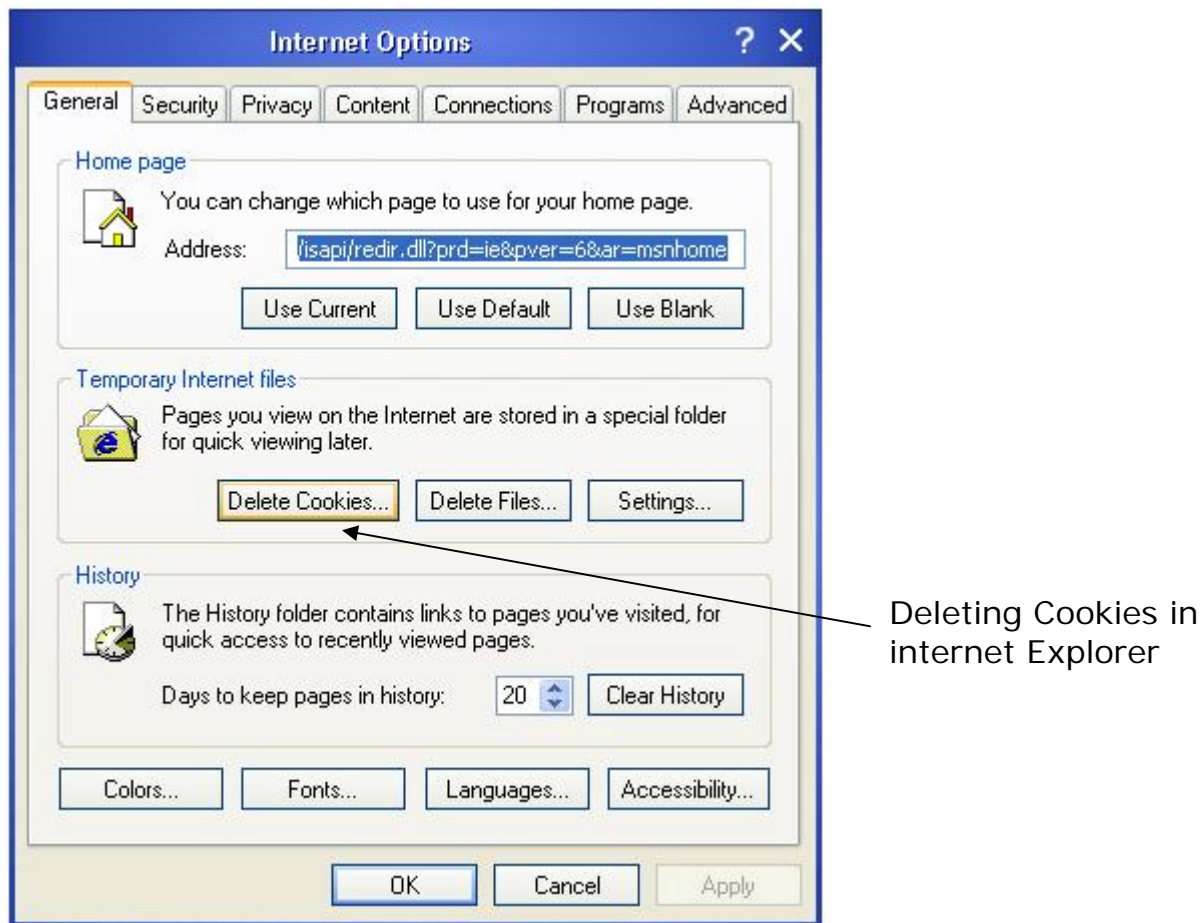 Internet Options
General Security Privacy Content Connections Programs Advanced
Home page
You can change which page to use for your home page.
Address: /isapi/redir.dll?prd=ie&pver=6&ar=msnhome
Use Current Use Default Use Blank
Temporary Internet files
Pages you view on the Internet are stored in a special folder
for quick viewing later.
Delete Cookies... Delete Files... Settings...
History
The History folder contains links to pages you've visited, for
quick access to recently viewed pages.
Days to keep pages in history: 20 Clear History
Colors... Fonts... Languages... Accessibility...
OK Cancel Apply
Deleting Cookies in
internet Explorer